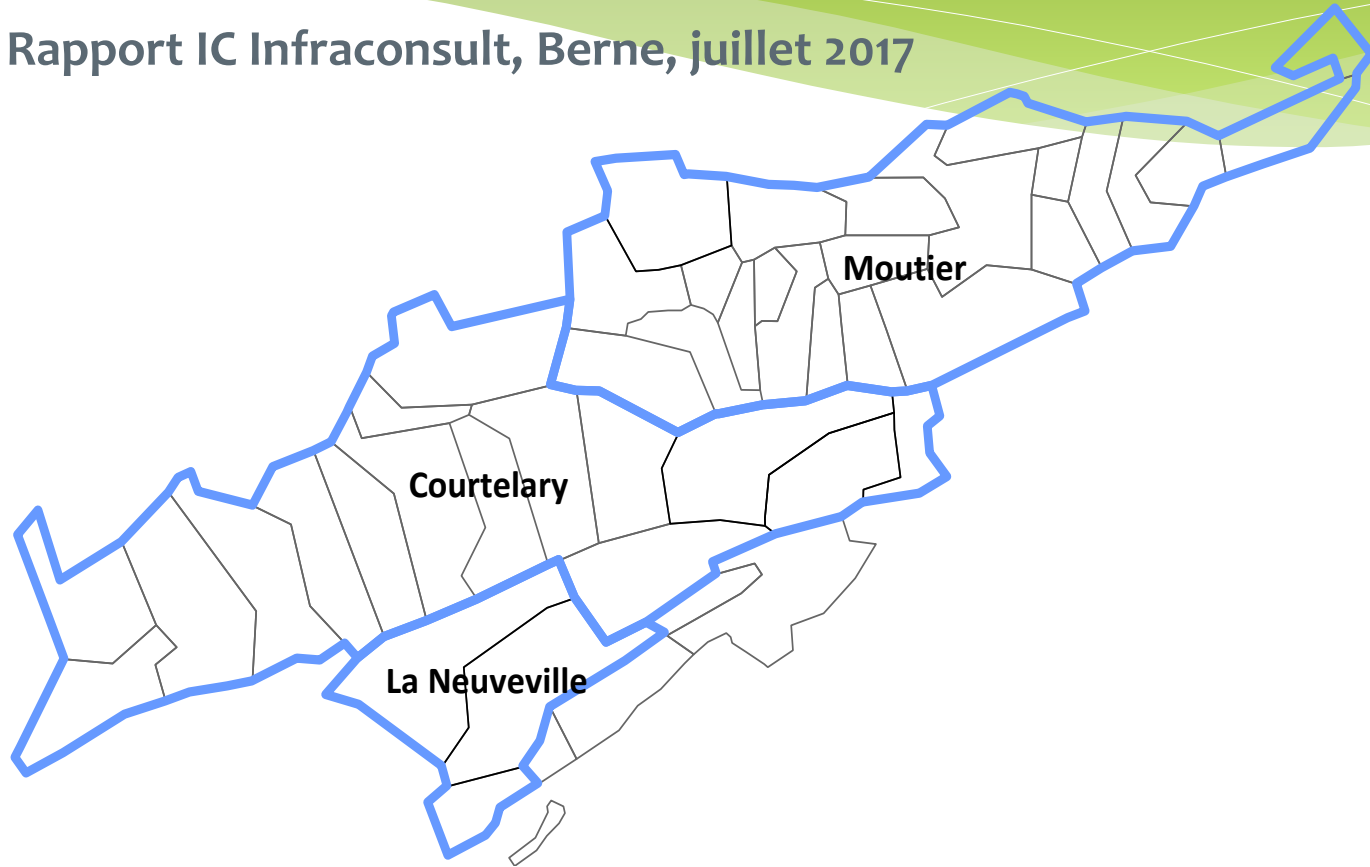 Rapport IC Infraconsult, Berne, juillet 2017
Moutier
Courtelary
La Neuveville